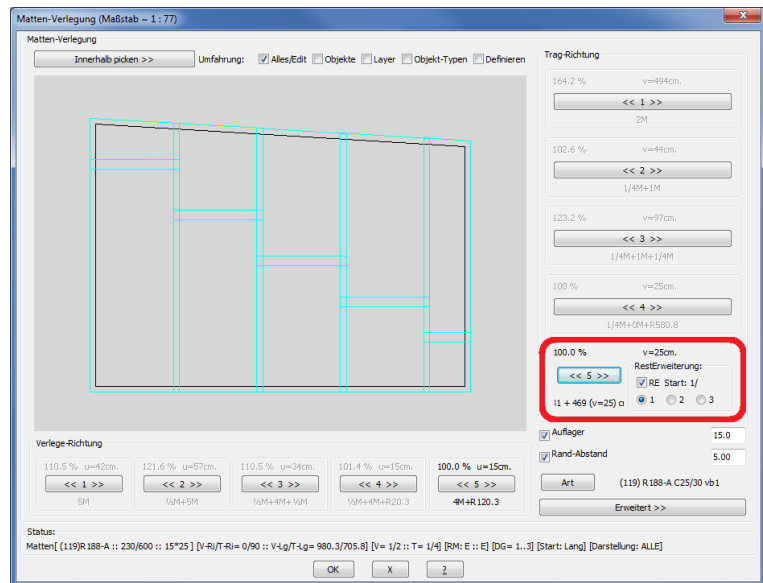 Matten-Verlegung (Maßstab ~ 1 : 77)
Matten-Verlegung
Innerhalb picken >> Umfahrung: Alles/Edit Objekte Layer Objekt-Typen Definieren
Trag-Richtung
164.2 % v=494cm.
<< 1 >>
2M
102.6 % v=44cm.
<< 2 >>
1/4M+1M
123.2 % v=97cm.
<< 3 >>
1/4M+1M+1/4M
100 % v=25cm.
<< 4 >>
1/4M+0M+R580.8
100.0 % v=25cm.
<< 5 >>
RestErweiterung:
RE Start: 1/
31 + 469 (v=25) α
1 2 3
Auflager 15.0
Rand-Abstand 5.00
Art (119) R188-A C25/30 vb1
Erweitert >>
Verlege-Richtung
110.5 % u=42cm. 121.6 % u=57cm. 110.5 % u=34cm. 101.4 % u=15cm. 100.0 % u=15cm.
<< 1 >> << 2 >> << 3 >> << 4 >> << 5 >>
5M ½M+5M ½M+4M+½M ½M+4M+R20.3 4M+R120.3
Status:
Matten[ (119)R188-A :: 230/600 :: 15*25 ] [V-Ri/T-Ri= 0/90 :: V-Lg/T-Lg= 980.3/705.8] [V= 1/2 :: T= 1/4] [RM: E :: E] [DG= 1..3] [Start: Lang] [Darstellung: ALLE]
OK X ?